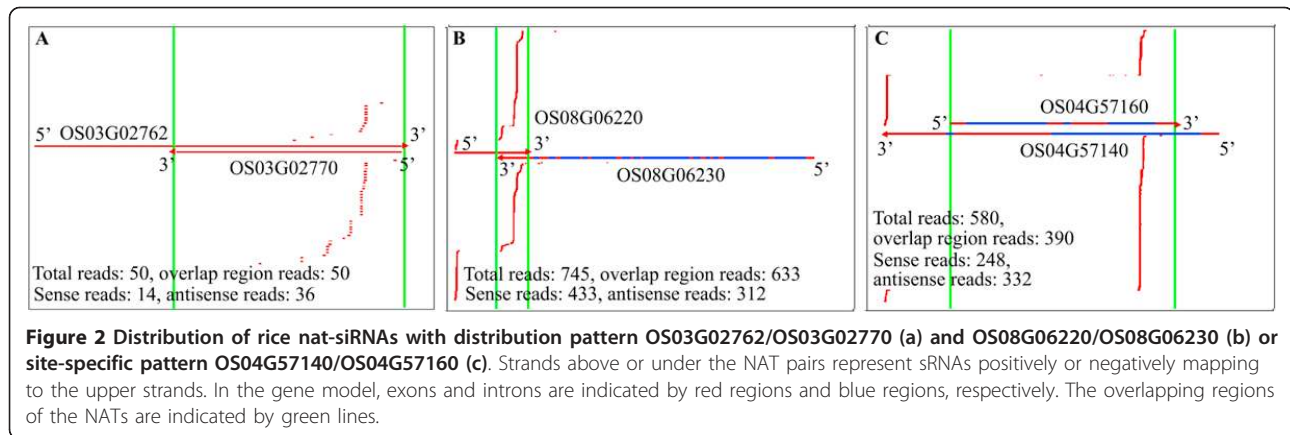 A
5’ OS03G02762 3’
3’ OS03G02770 5’
Total reads: 50, overlap region reads: 50
Sense reads: 14, antisense reads: 36
B
OS08G06220
5’ 3’
3’ OS08G06230 5’
Total reads: 745, overlap region reads: 633
Sense reads: 433, antisense reads: 312
C
OS04G57160
5’ 3’
OS04G57140
3’ 5’
Total reads: 580,
overlap region reads: 390
Sense reads: 248,
antisense reads: 332
Figure 2 Distribution of rice nat-siRNAs with distribution pattern OS03G02762/OS03G02770 (a) and OS08G06220/OS08G06230 (b) or
site-specific pattern OS04G57140/OS04G57160 (c). Strands above or under the NAT pairs represent sRNAs positively or negatively mapping
to the upper strands. In the gene model, exons and introns are indicated by red regions and blue regions, respectively. The overlapping regions
of the NATs are indicated by green lines.